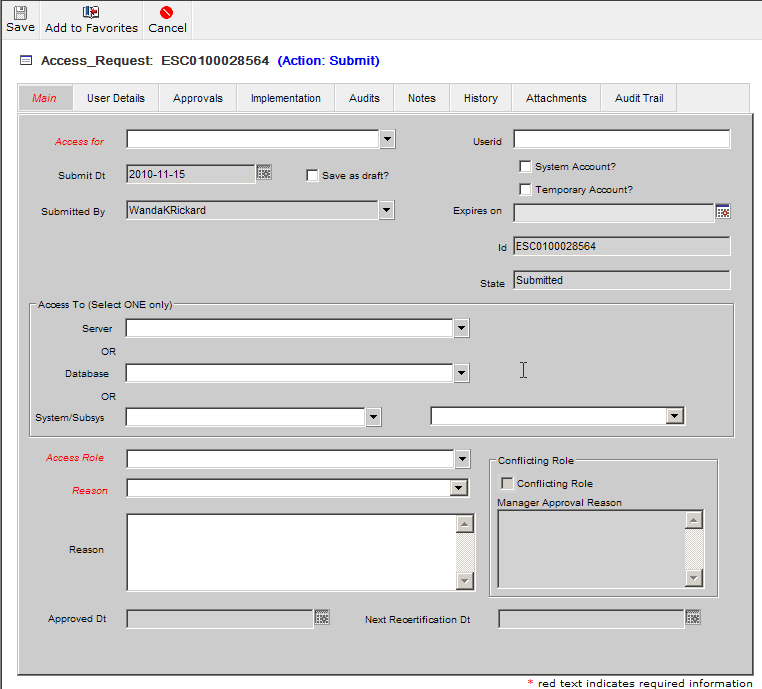 Save Add to Favorites Cancel
Access_Request: ESC0100028564 (Action: Submit)
Main User Details Approvals Implementation Audits Notes History Attachments Audit Trail
Access for Userid
Submit Dt 2010-11-15 Save as draft? System Account?
Temporary Account?
Submitted By WandaKRickard Expires on
Id ESC0100028564
State Submitted
Access To (Select ONE only)
Server
OR
Database
OR
System/Subsys
Access Role Conflicting Role
Conflicting Role
Reason
Manager Approval Reason
Reason
Approved Dt Next Recertification Dt
* red text indicates required information